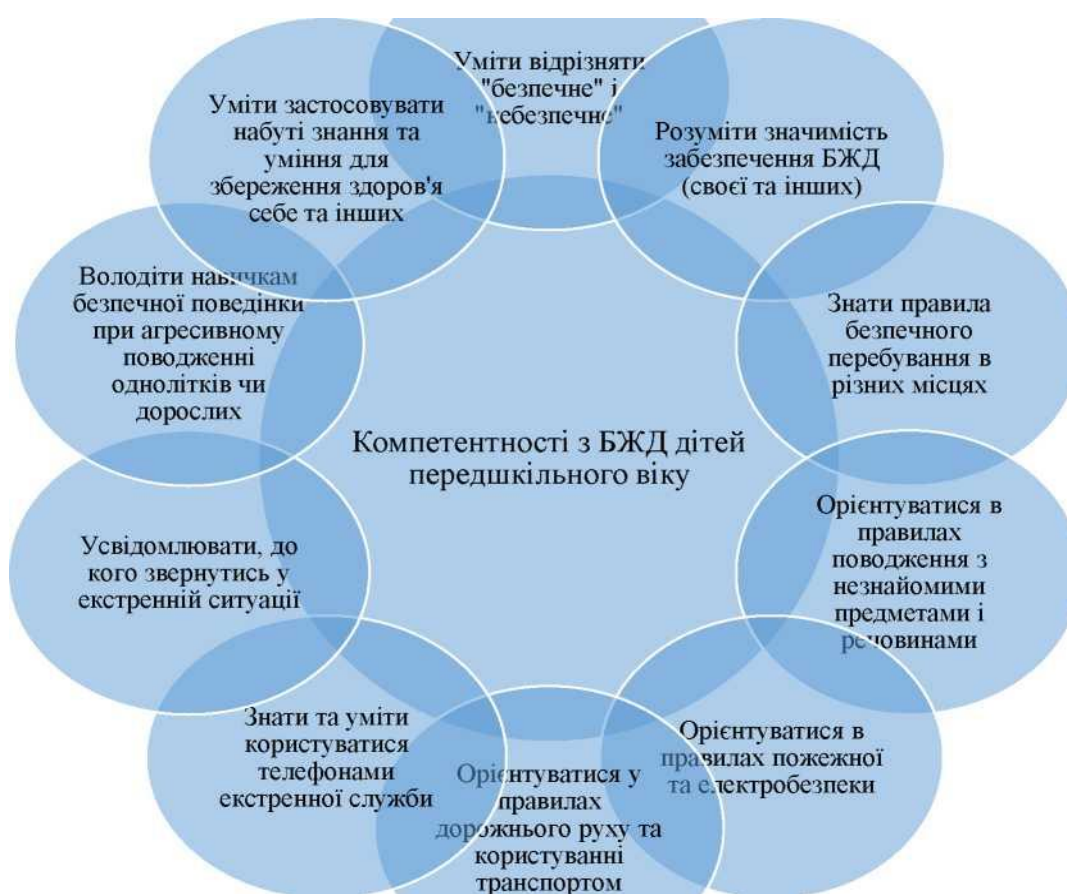 Уміти відрізняти
"безпечне" і
"небезпечне"
Розуміти значимість
забезпечення БЖД
(своєї та інших)
Знати правила
безпечного
перебування в
різних місцях
Орієнтуватися в
правилах
поводження з
незнайомими
предметами і
речовинами
Орієнтуватися в
правилах пожежної
та електробезпеки
Орієнтуватися у
правилах
дорожнього руху та
користуванні
транспортом
Знати та уміти
користуватися
телефонами
екстренної служби
Усвідомлювати, до
кого звернутись у
екстренній ситуації
Володіти навичкам
безпечної поведінки
при агресивному
поводженні
однолітків чи
дорослих
Уміти застосовувати
набуті знання та
уміння для
збереження здоров'я
себе та інших
Компетентності з БЖД дітей
передшкільного віку